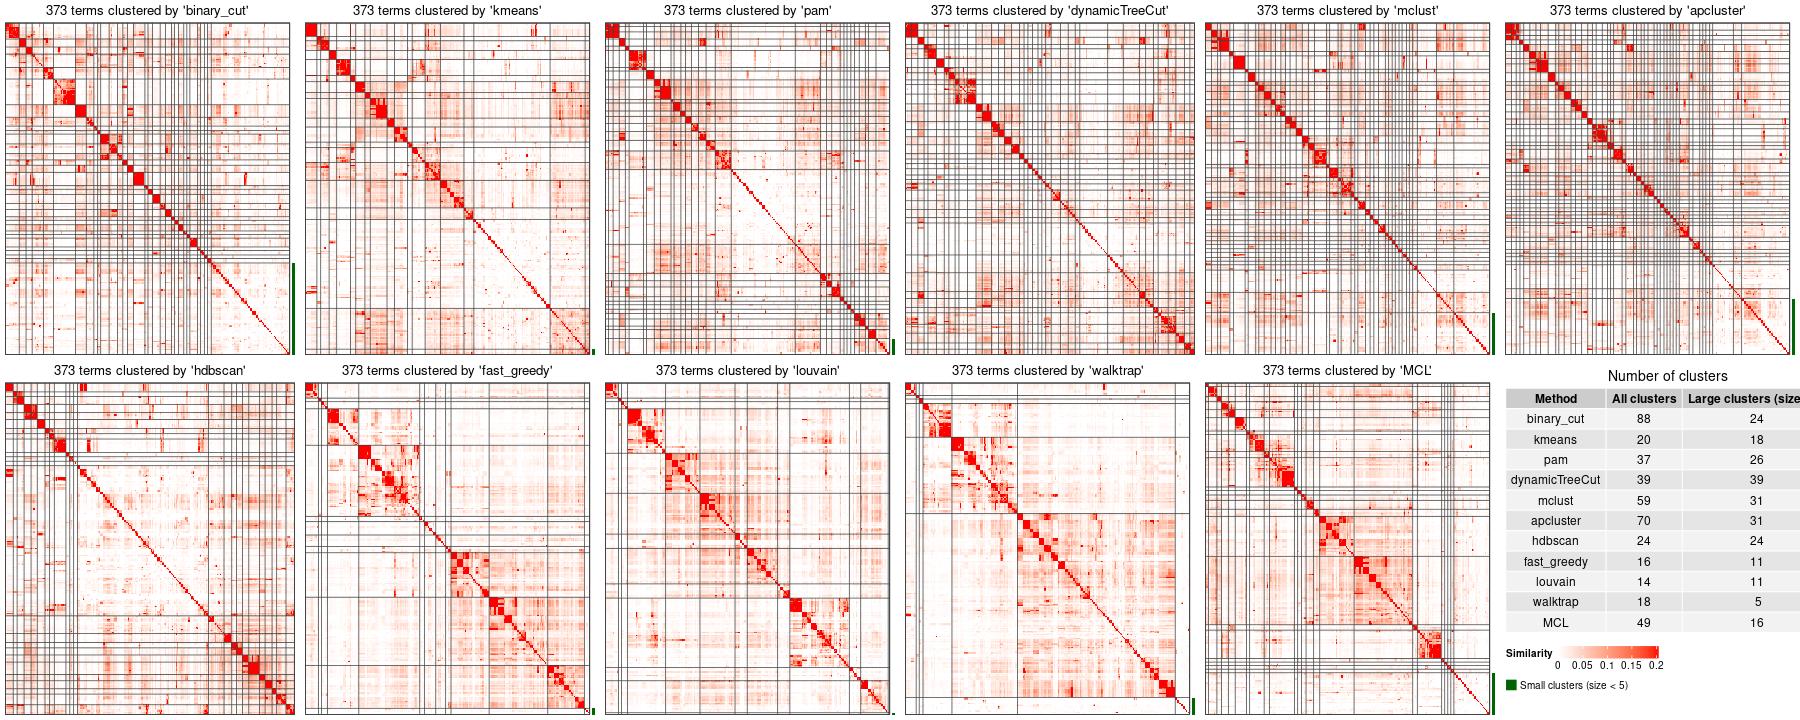 373 terms clustered by 'binary_cut'
373 terms clustered by 'kmeans'
373 terms clustered by 'pam'
373 terms clustered by 'dynamicTreeCut'
373 terms clustered by 'mclust'
373 terms clustered by 'apcluster'
373 terms clustered by 'hdbscan'
373 terms clustered by 'fast_greedy'
373 terms clustered by 'louvain'
373 terms clustered by 'walktrap'
373 terms clustered by 'MCL'
Number of clusters
Method All clusters Large clusters (size
binary_cut 88 24
kmeans 20 18
pam 37 26
dynamicTreeCut 39 39
mclust 59 31
apcluster 70 31
hdbscan 24 24
fast_greedy 16 11
louvain 14 11
walktrap 18 5
MCL 49 16
Similarity
0 0.05 0.1 0.15 0.2
Small clusters (size < 5)